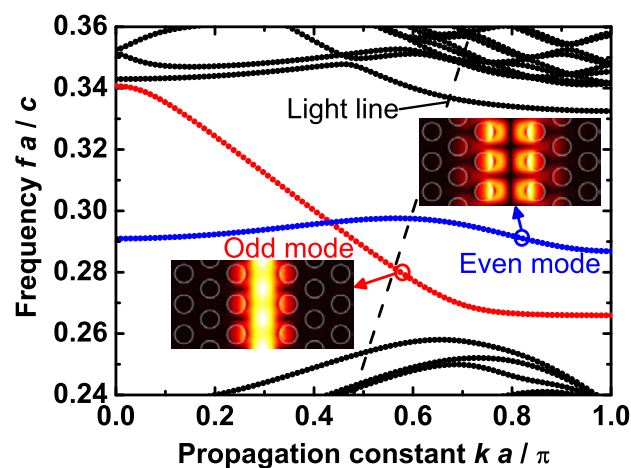 0.36
0.34
0.32
0.30
0.28
0.26
0.24
Frequency f a / c
Light line
Odd mode
Even mode
0.0 0.2 0.4 0.6 0.8 1.0
Propagation constant k a / π